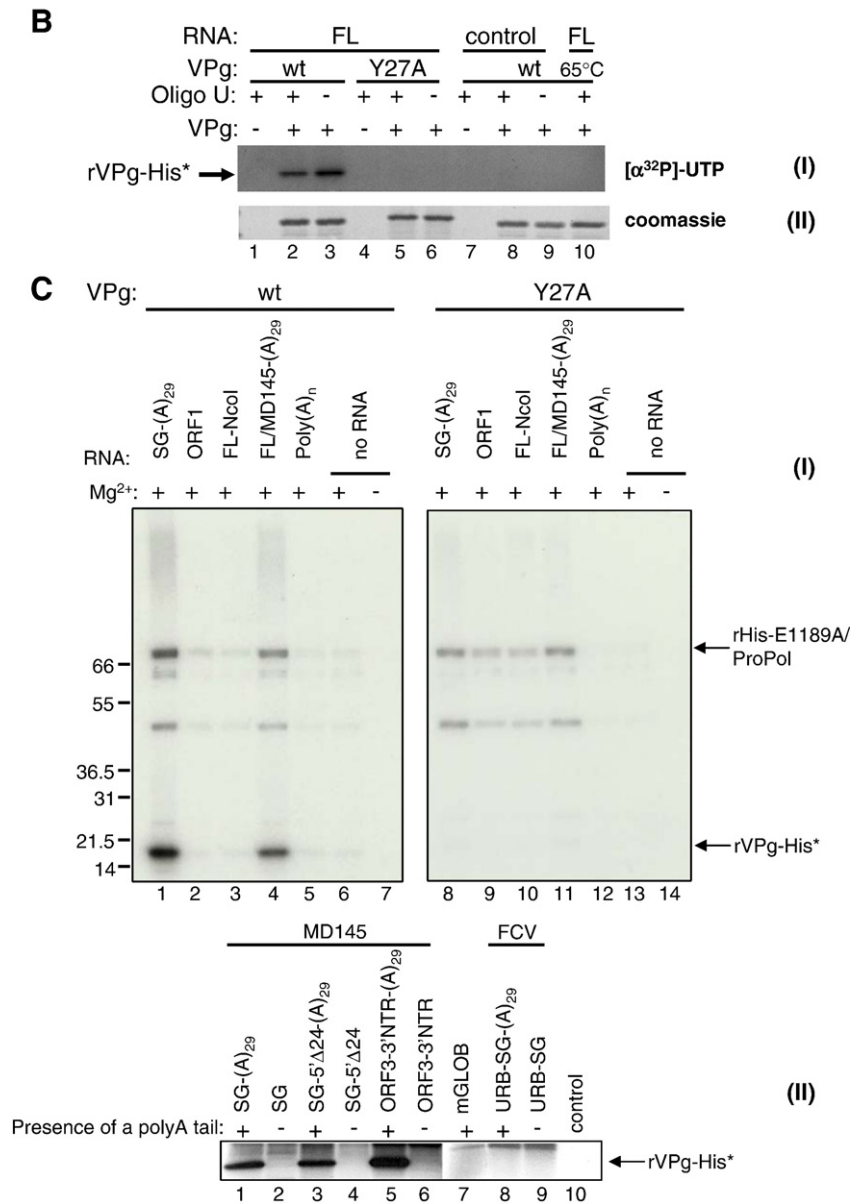 B
RNA: FL control FL
VPg: wt Y27A wt 65°C
Oligo U: + + - + + - + + - +
VPg: - + + - + + - + + +
rVPg-His* [α³²P]-UTP (I)
coomassie (II)
1 2 3 4 5 6 7 8 9 10
C
VPg: wt Y27A
RNA: SG-(A)₂₉ ORF1 FL-NcoI FL/MD145-(A)₂₉ Poly(A)ₙ no RNA SG-(A)₂₉ ORF1 FL-NcoI FL/MD145-(A)₂₉ Poly(A)ₙ no RNA (I)
Mg²⁺: + + + + + + - + + + + + + -
rHis-E1189A/
ProPol
66
55
36.5
31
21.5
rVPg-His*
14
1 2 3 4 5 6 7 8 9 10 11 12 13 14
MD145 FCV
SG-(A)₂₉ SG SG-5'Δ24-(A)₂₉ SG-5'Δ24 ORF3-3'NTR-(A)₂₉ ORF3-3'NTR mGLOB URB-SG-(A)₂₉ URB-SG control (II)
Presence of a polyA tail: + - + - + - + + -
rVPg-His*
1 2 3 4 5 6 7 8 9 10